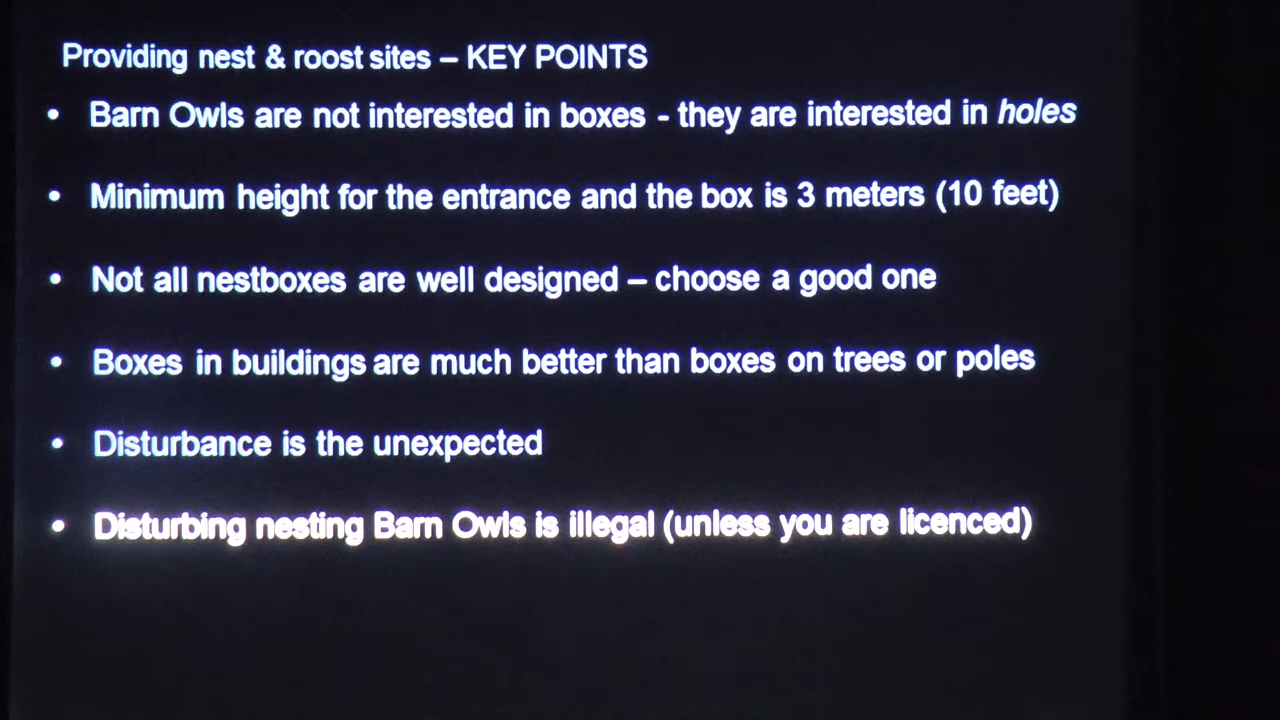 Providing nest & roost sites – KEY POINTS
• Barn Owls are not interested in boxes - they are interested in holes
• Minimum height for the entrance and the box is 3 meters (10 feet)
• Not all nestboxes are well designed – choose a good one
• Boxes in buildings are much better than boxes on trees or poles
• Disturbance is the unexpected
• Disturbing nesting Barn Owls is illegal (unless you are licenced)